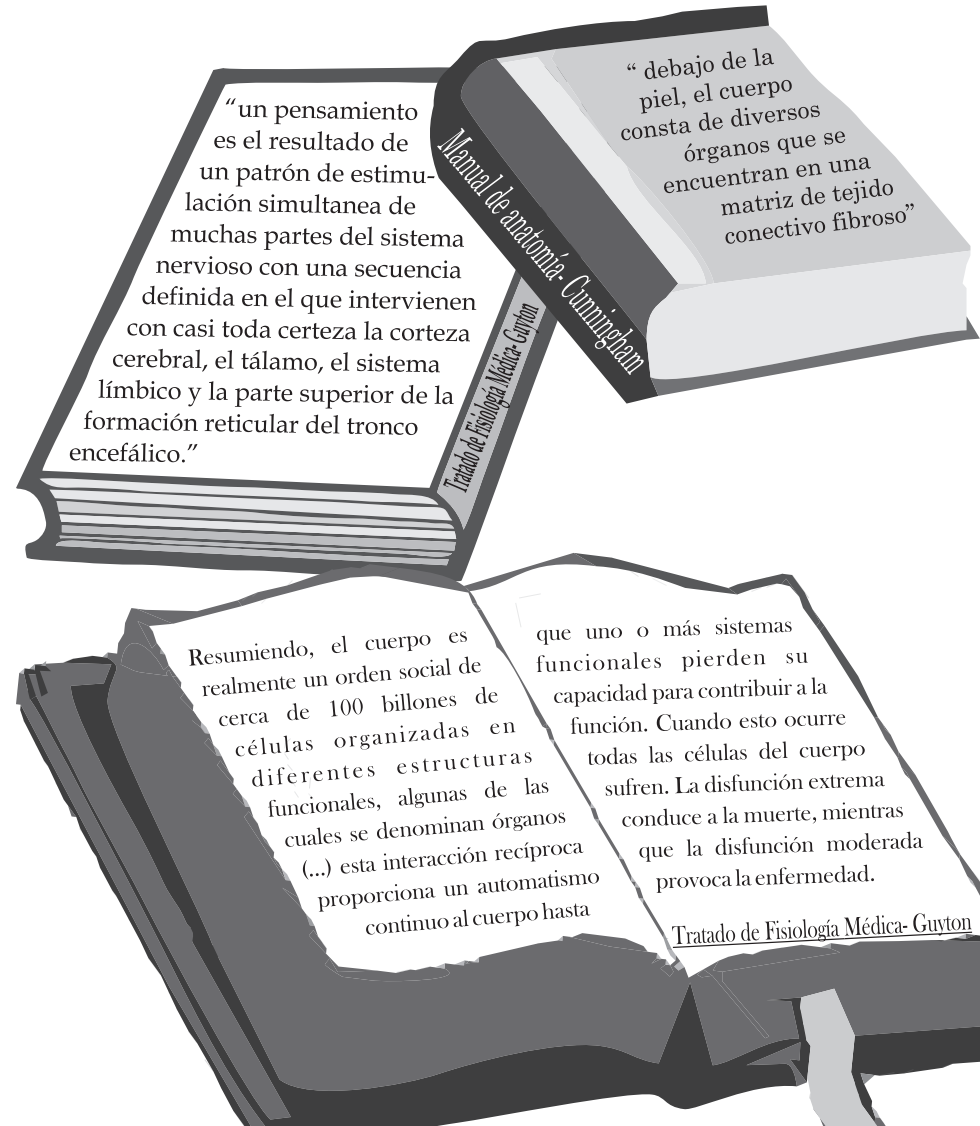 “un pensamiento
es el resultado de
un patrón de estimu-
lación simultanea de
muchas partes del sistema
nervioso con una secuencia
definida en el que intervienen
con casi toda certeza la corteza
cerebral, el tálamo, el sistema
límbico y la parte superior de la
formación reticular del tronco
encefálico.”
Tratado de Fisiología Médica- Guyton
“ debajo de la
piel, el cuerpo
consta de diversos
órganos que se
encuentran en una
matriz de tejido
conectivo fibroso”
Manual de anatomía- Cunningham
Resumiendo, el cuerpo es
realmente un orden social de
cerca de 100 billones de
células organizadas en
diferentes estructuras
funcionales, algunas de las
cuales se denominan órganos
(...) esta interacción recíproca
proporciona un automatismo
continuo al cuerpo hasta
que uno o más sistemas
funcionales pierden su
capacidad para contribuir a la
función. Cuando esto ocurre
todas las células del cuerpo
sufren. La disfunción extrema
conduce a la muerte, mientras
que la disfunción moderada
provoca la enfermedad.
Tratado de Fisiología Médica- Guyton